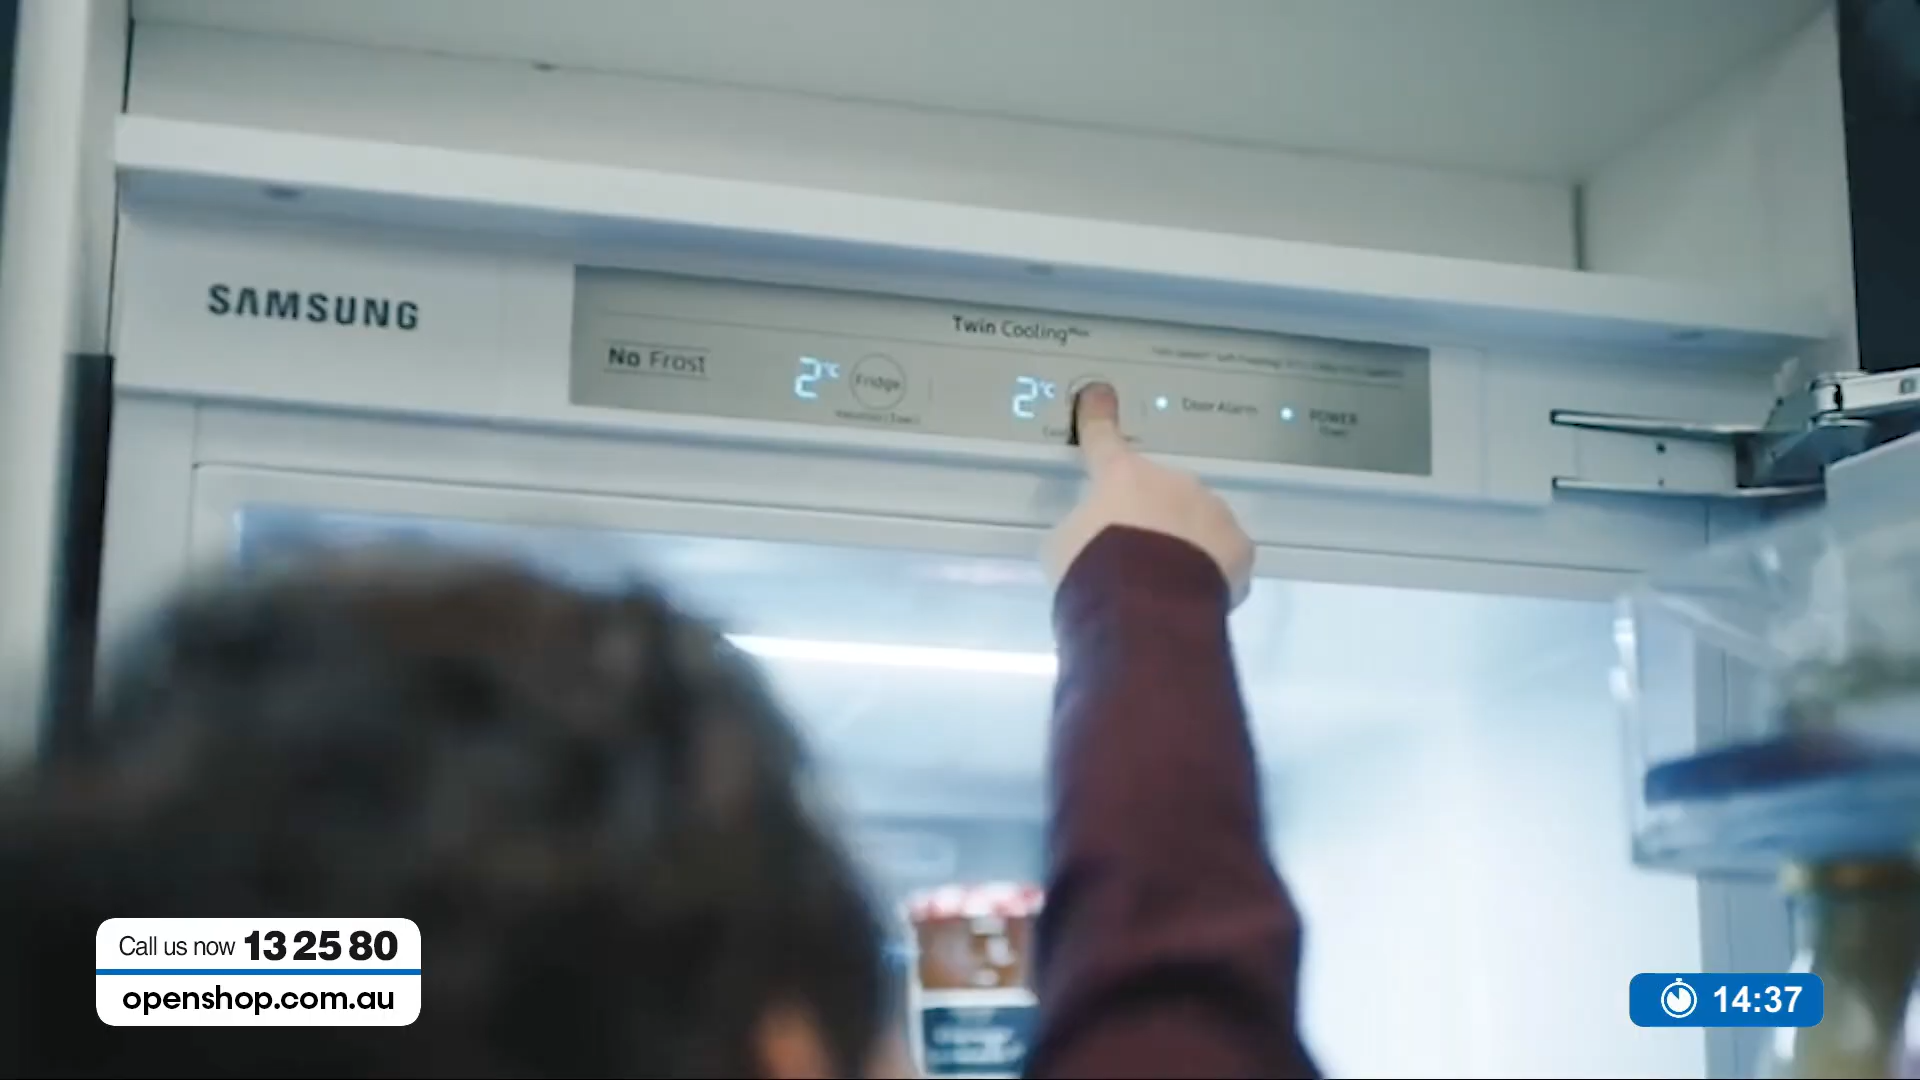 SAMSUNG
Twin Cooling Plus
No Frost
2°C Fridge
2°C
Door Alarm
POWER
Call us now 13 25 80
openshop.com.au
14:37